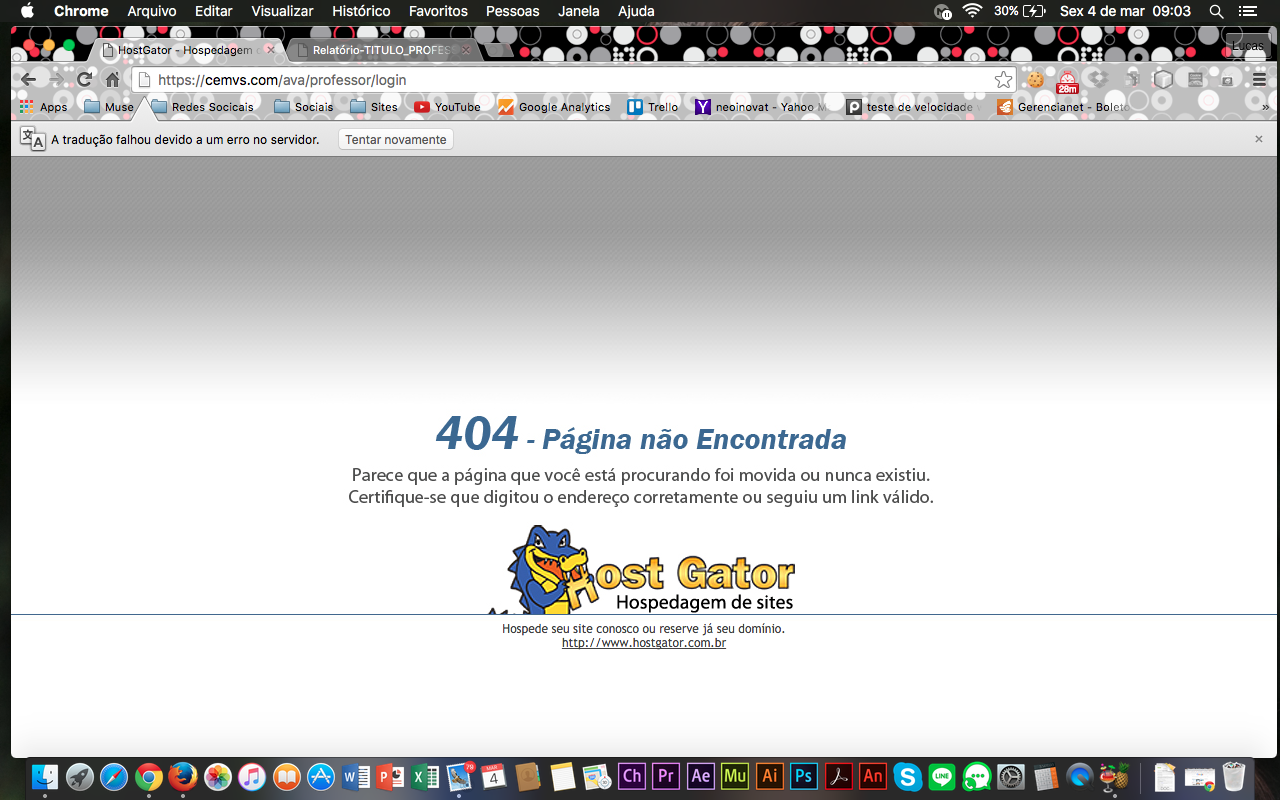 Chrome Arquivo Editar Visualizar Histórico Favoritos Pessoas Janela Ajuda 30% Sex 4 de mar 09:03
HostGator - Hospedagem Relatório-TITULO_PROFES Lucas
https://cemvs.com/ava/professor/login
28m
Apps Muse Redes Socicais Sociais Sites YouTube Google Analytics Trello neoinovat - Yahoo M teste de velocidade Gerencianet - Boleto »
A tradução falhou devido a um erro no servidor. Tentar novamente
404 - Página não Encontrada
Parece que a página que você está procurando foi movida ou nunca existiu.
Certifique-se que digitou o endereço corretamente ou seguiu um link válido.
Host Gator
Hospedagem de sites
Hospede seu site conosco ou reserve já seu domínio.
http://www.hostgator.com.br
79 MAR 4 Ch Pr Ae Mu Ai Ps An LINE